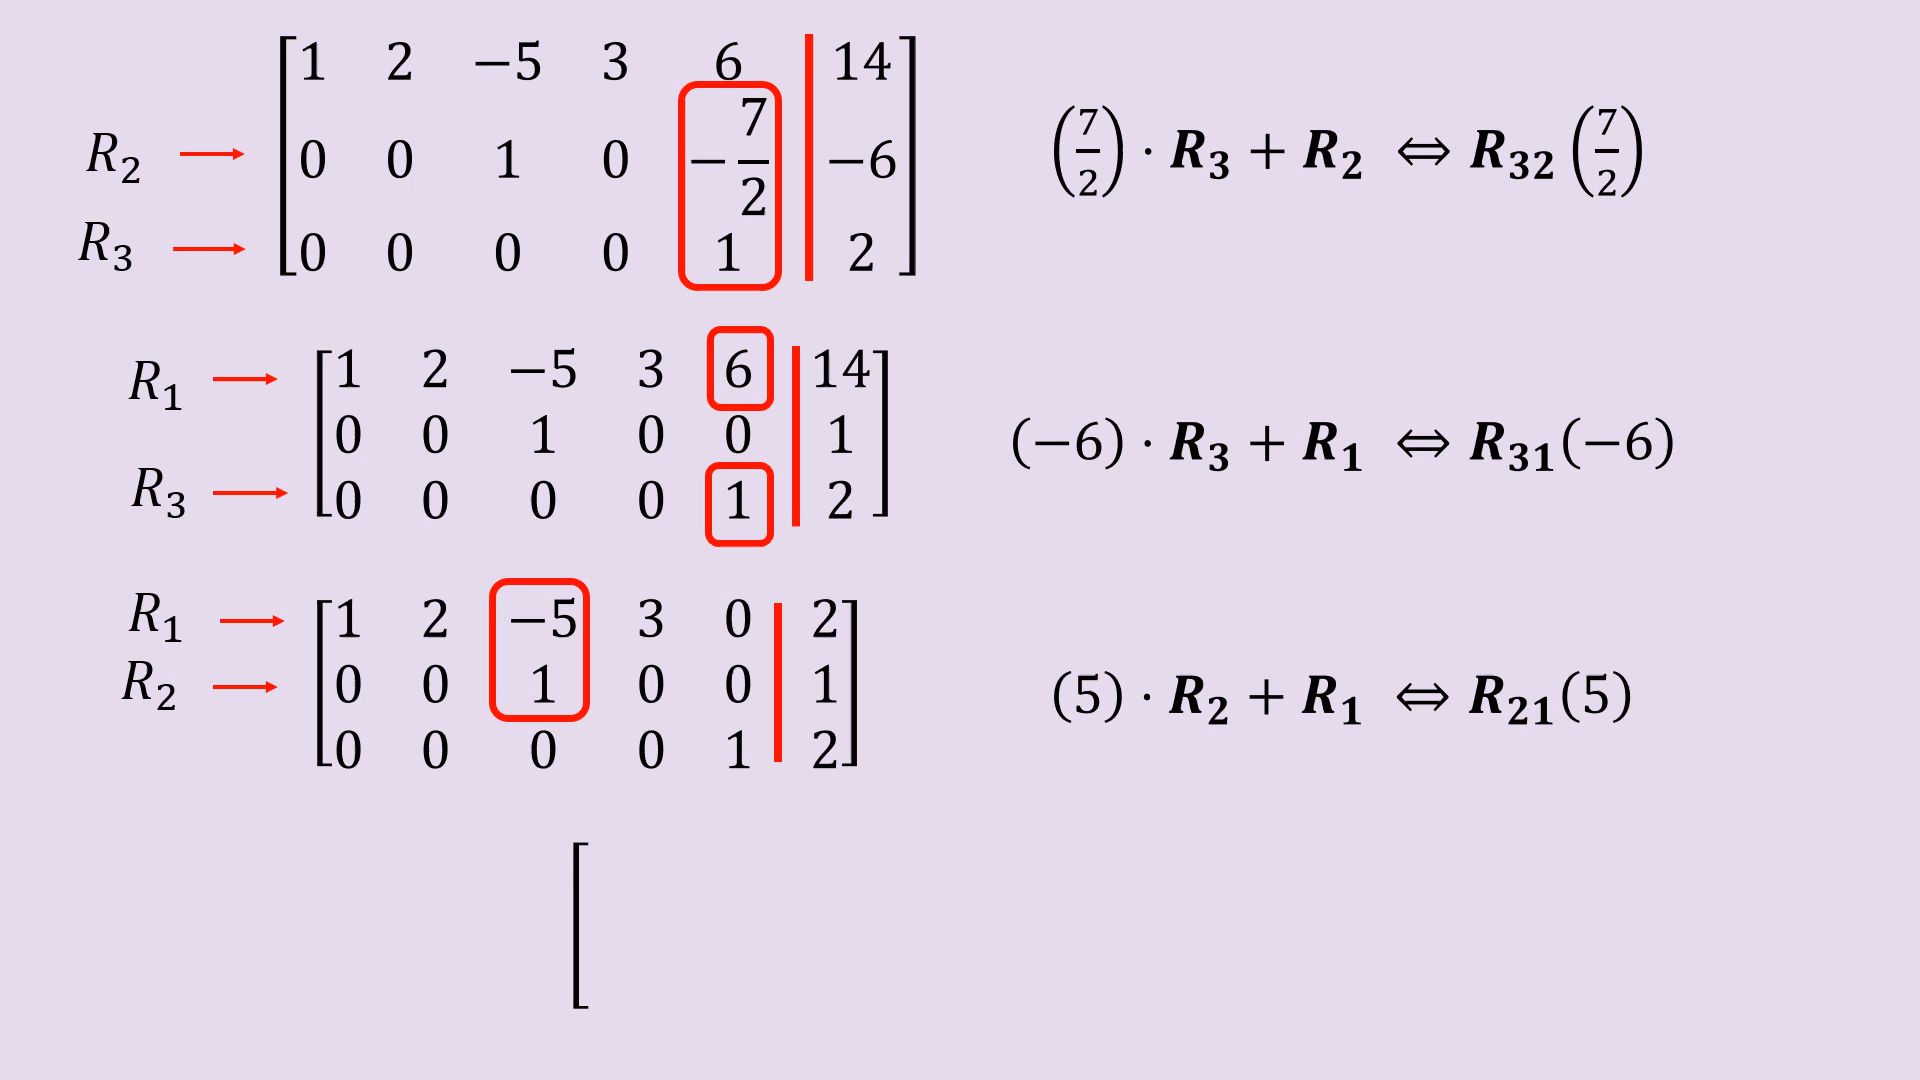 1 2 −5 3 6 14
R₂ → 0 0 1 0 −7/2 −6 (7/2) · R₃ + R₂ ⇔ R₃₂ (7/2)
R₃ → 0 0 0 0 1 2
R₁ → 1 2 −5 3 6 14
0 0 1 0 0 1 (−6) · R₃ + R₁ ⇔ R₃₁(−6)
R₃ → 0 0 0 0 1 2
R₁ → 1 2 −5 3 0 2
R₂ → 0 0 1 0 0 1 (5) · R₂ + R₁ ⇔ R₂₁(5)
0 0 0 0 1 2
[